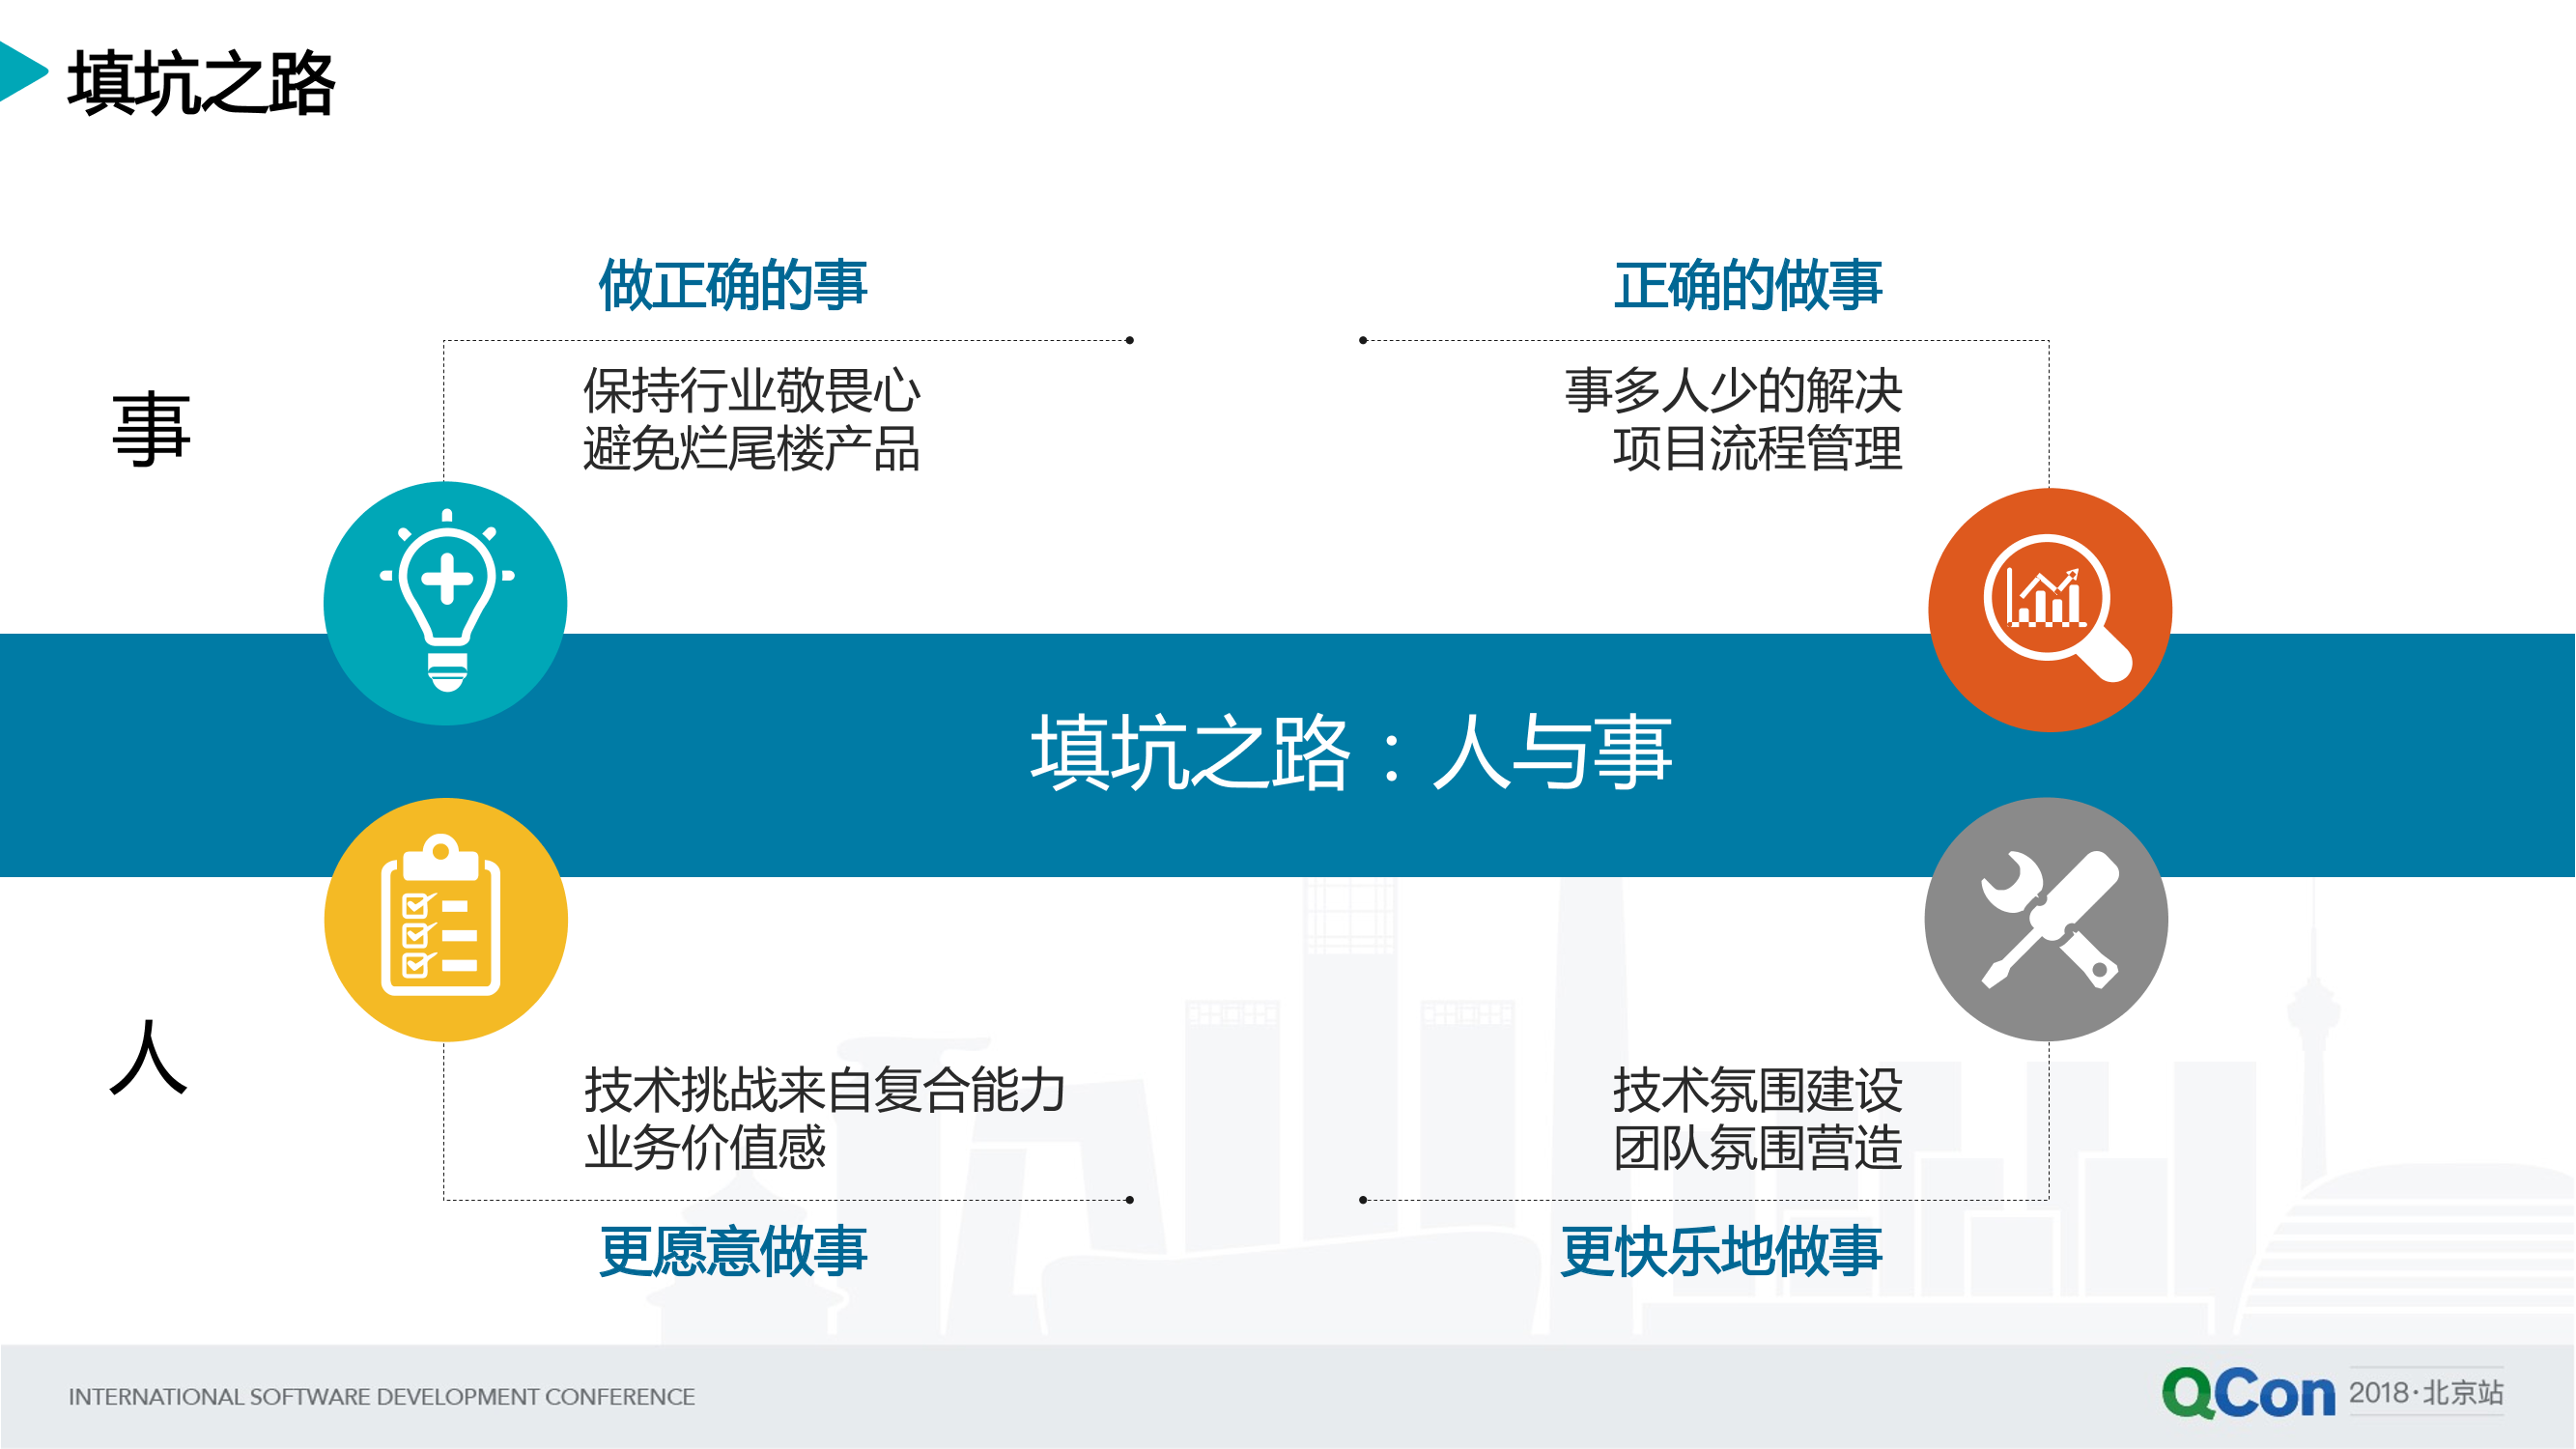 填坑之路
做正确的事
保持行业敬畏心
避免烂尾楼产品
正确的做事
事多人少的解决
项目流程管理
事
填坑之路：人与事
人
技术挑战来自复合能力
业务价值感
更愿意做事
技术氛围建设
团队氛围营造
更快乐地做事
INTERNATIONAL SOFTWARE DEVELOPMENT CONFERENCE
QCon 2018·北京站